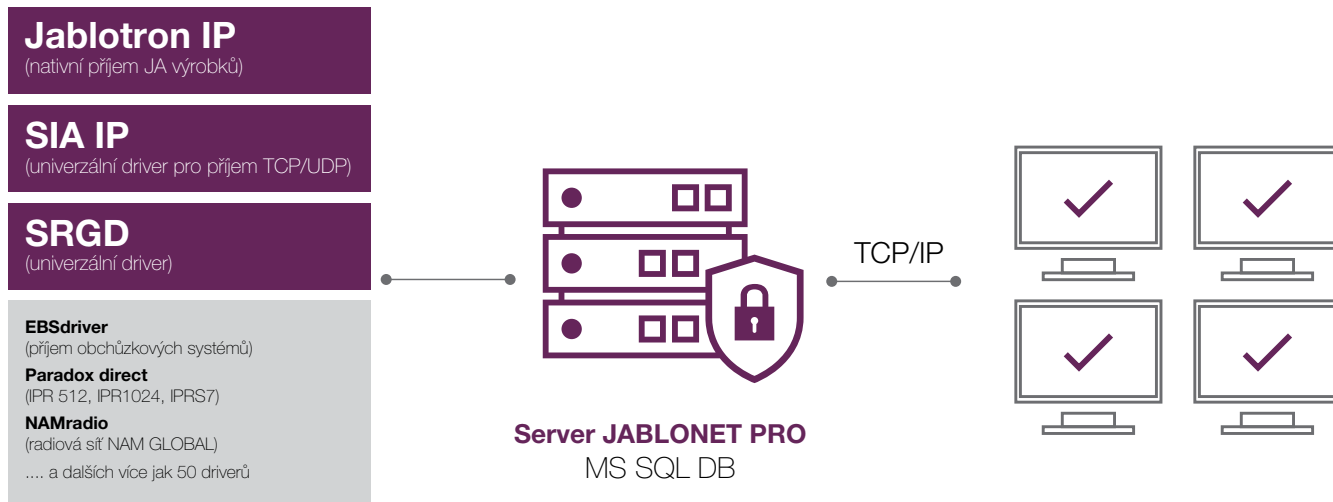 Jablotron IP
(nativní příjem JA výrobků)
SIA IP
(univerzální driver pro příjem TCP/UDP)
SRGD
(univerzální driver)
EBSdriver
(příjem obchůzkových systémů)
Paradox direct
(IPR 512, IPR1024, IPRS7)
NAMradio
(radiová síť NAM GLOBAL)
.... a dalších více jak 50 driverů
Server JABLONET PRO
MS SQL DB
TCP/IP